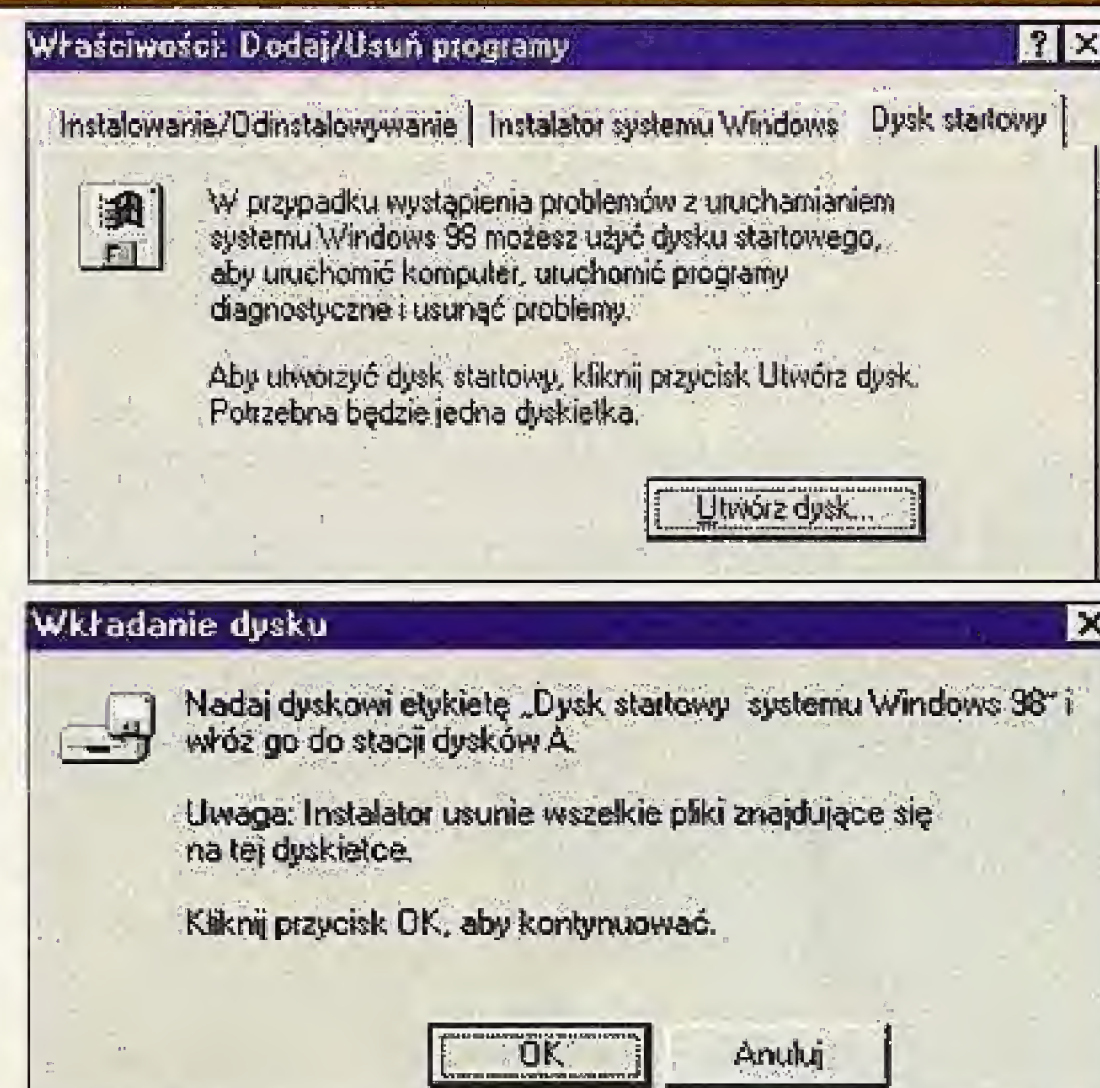 Właściwości: Dodaj/Usuń programy
Instalowanie/Odinstalowywanie Instalator systemu Windows Dysk startowy
W przypadku wystąpienia problemów z uruchamianiem
systemu Windows 98 możesz użyć dysku startowego,
aby uruchomić komputer, uruchomić programy
diagnostyczne i usunąć problemy.
Aby utworzyć dysk startowy, kliknij przycisk Utwórz dysk.
Potrzebna będzie jedna dyskietka.
Utwórz dysk...
Wkładanie dysku
Nadaj dyskowi etykietę „Dysk startowy systemu Windows 98" i
włóż go do stacji dysków A.
Uwaga: Instalator usunie wszelkie pliki znajdujące się
na tej dyskietce.
Kliknij przycisk OK, aby kontynuować.
OK Anuluj